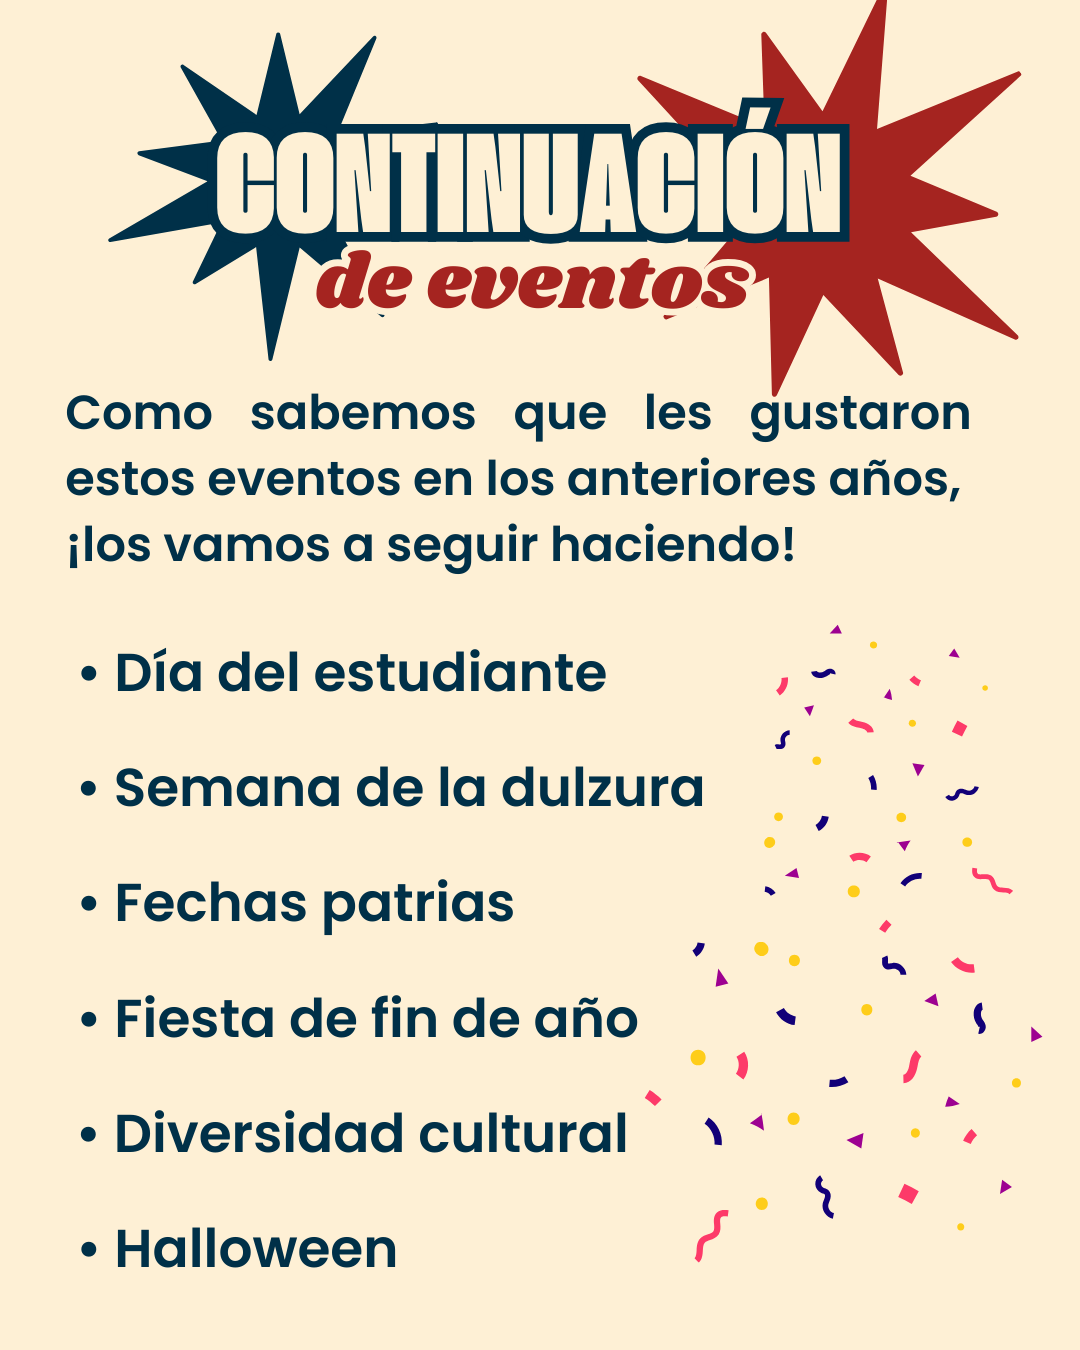 CONTINUACIÓN
de eventos
Como sabemos que les gustaron
estos eventos en los anteriores años,
¡los vamos a seguir haciendo!
• Día del estudiante
• Semana de la dulzura
• Fechas patrias
• Fiesta de fin de año
• Diversidad cultural
• Halloween